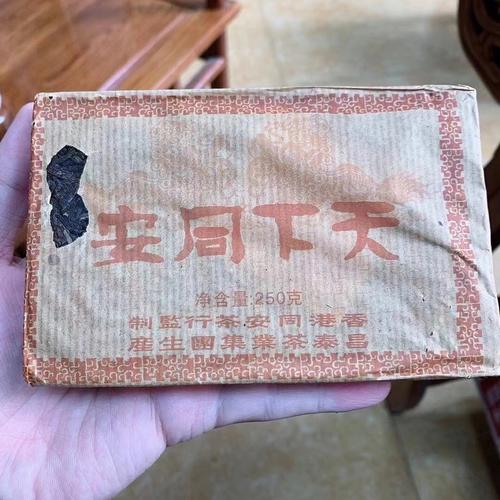 天下同安
净含量:250克
香港同安茶行監制
昌泰茶業集團生産